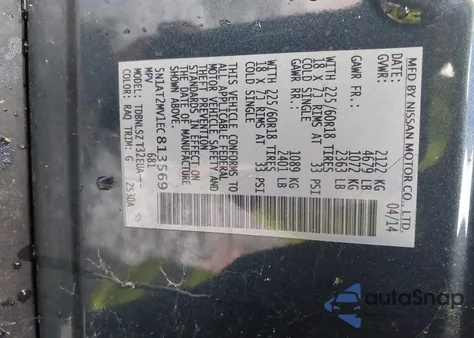 MFD BY NISSAN MOTOR CO., LTD. 04/14
GVWR: 2122 KG
4679 LB
GAWR FR.: 1072 KG
2363 LB
WITH 225/60R18
18 X 7J RIMS AT 33 PSI
COLD SINGLE
GAWR RR.: 1089 KG
2401 LB
WITH 225/60R18
18 X 7J RIMS AT 33 PSI
COLD SINGLE
THIS VEHICLE CONFORMS TO
ALL APPLICABLE FEDERAL
MOTOR VEHICLE SAFETY AND
THEFT PREVENTION
STANDARDS IN EFFECT ON
THE DATE OF MANUFACTURE
SHOWN ABOVE.
5N1AT2MV1EC813569
MPV 681
COLOR: RAQ TRIM: G
autoSnap